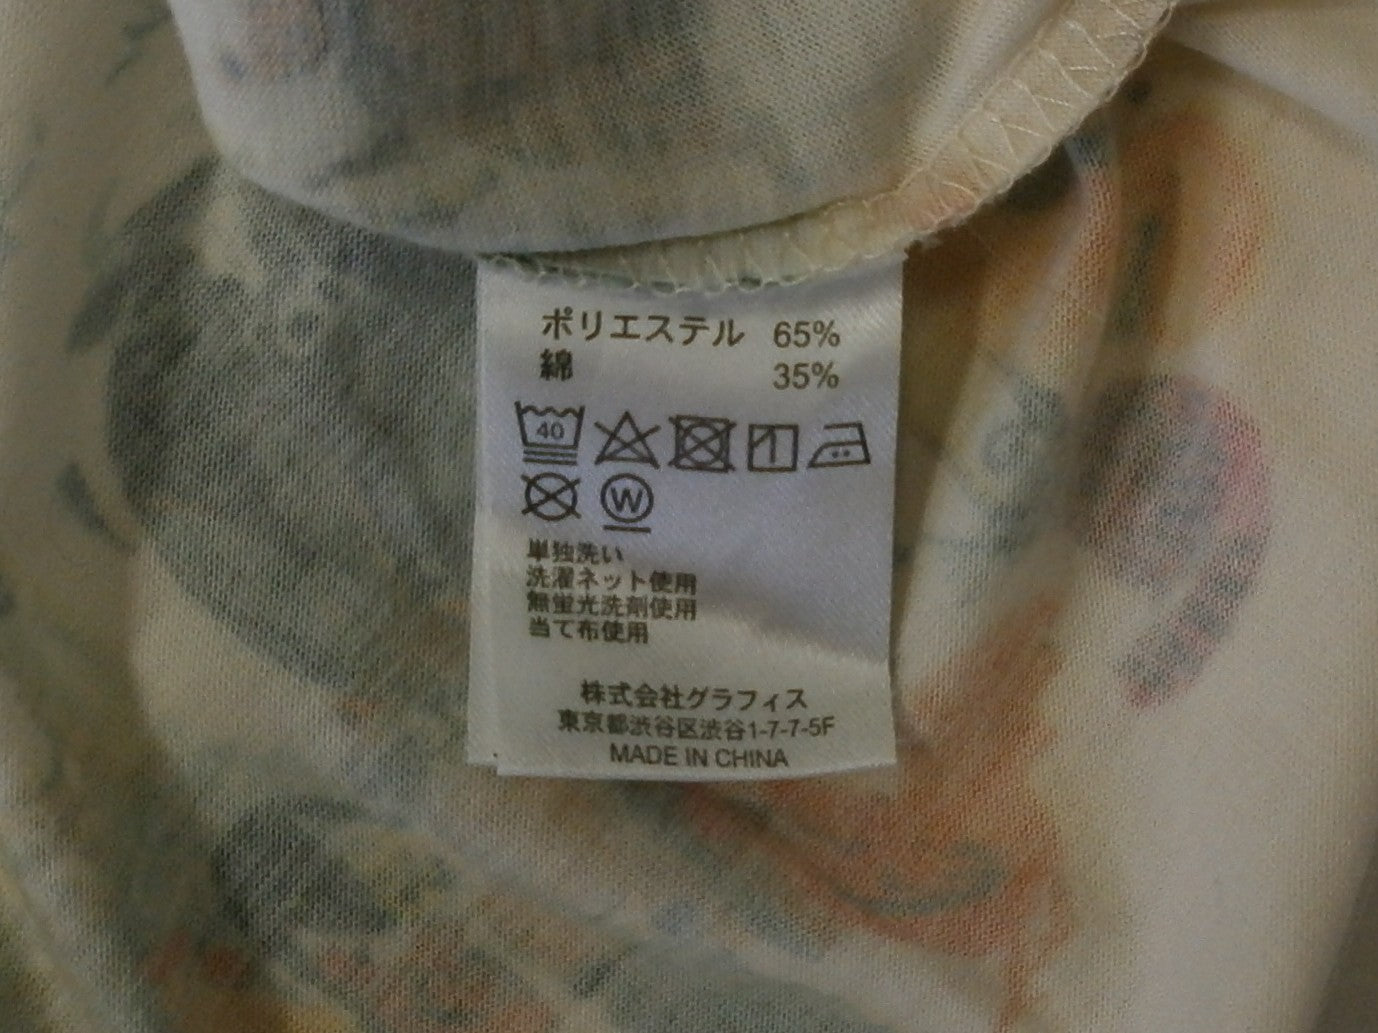 ポリエステル 65%
綿 35%
40
W
単独洗い
洗濯ネット使用
無蛍光洗剤使用
当て布使用
株式会社グラフィス
東京都渋谷区渋谷1-7-7-5F
MADE IN CHINA